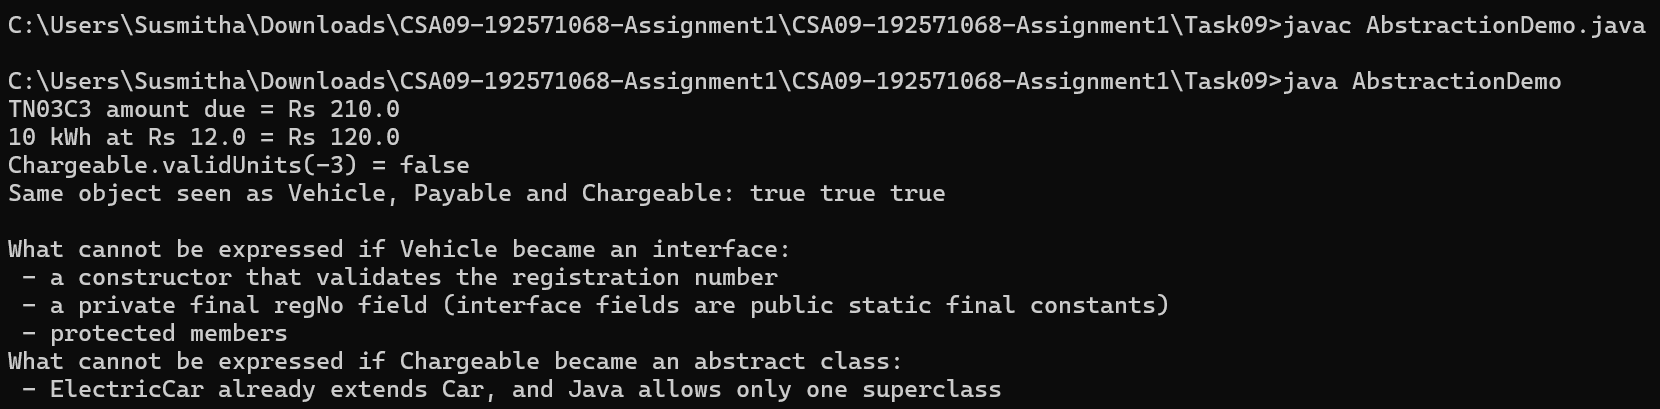 C:\Users\Susmitha\Downloads\CSA09-192571068-Assignment1\CSA09-192571068-Assignment1\Task09>javac AbstractionDemo.java
C:\Users\Susmitha\Downloads\CSA09-192571068-Assignment1\CSA09-192571068-Assignment1\Task09>java AbstractionDemo
TN03C3 amount due = Rs 210.0
10 kWh at Rs 12.0 = Rs 120.0
Chargeable.validUnits(-3) = false
Same object seen as Vehicle, Payable and Chargeable: true true true
What cannot be expressed if Vehicle became an interface:
 - a constructor that validates the registration number
 - a private final regNo field (interface fields are public static final constants)
 - protected members
What cannot be expressed if Chargeable became an abstract class:
 - ElectricCar already extends Car, and Java allows only one superclass